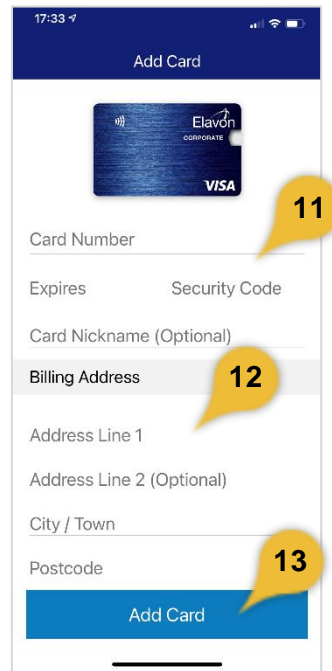 17:33
Add Card
Elavon
CORPORATE
VISA
11
Card Number
Expires Security Code
Card Nickname (Optional)
Billing Address
12
Address Line 1
Address Line 2 (Optional)
City / Town
13
Postcode
Add Card